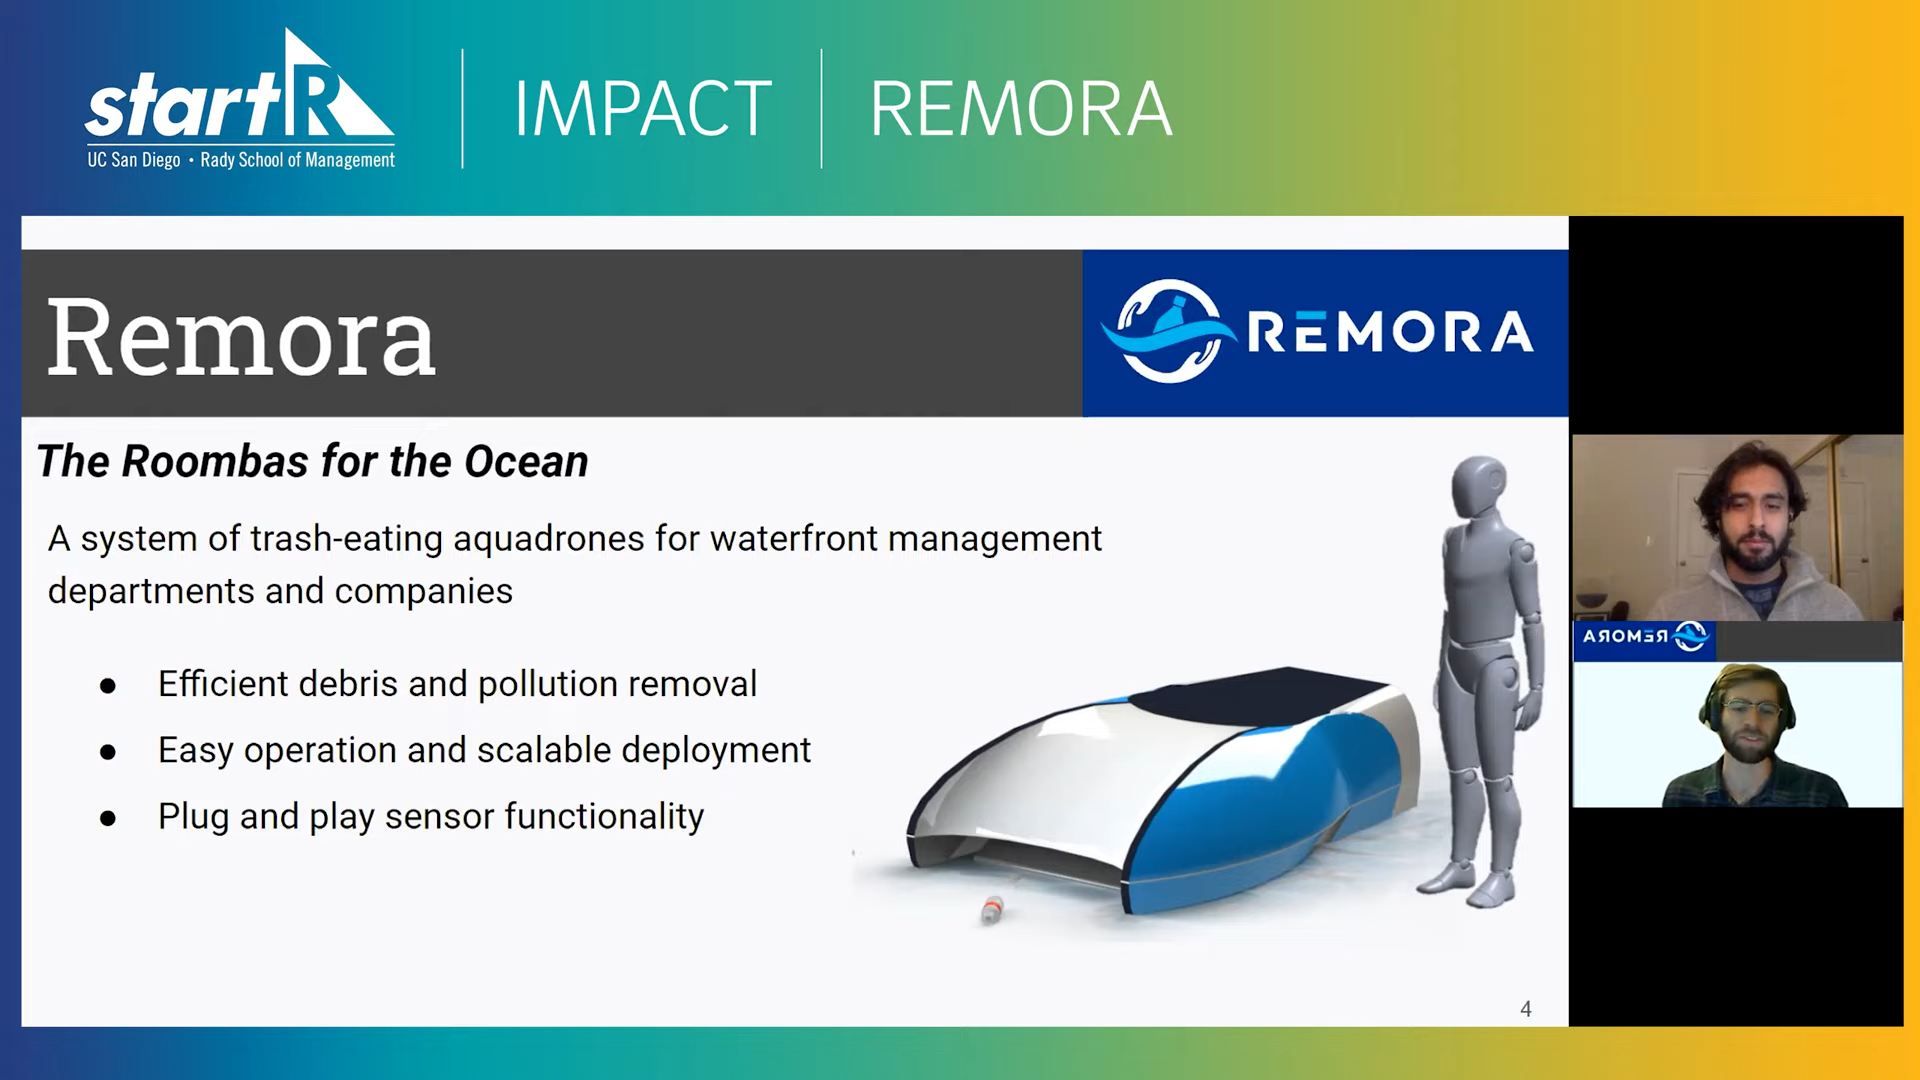 startR
UC San Diego • Rady School of Management
IMPACT
REMORA
Remora
REMORA
The Roombas for the Ocean
A system of trash-eating aquadrones for waterfront management
departments and companies
● Efficient debris and pollution removal
● Easy operation and scalable deployment
● Plug and play sensor functionality
4
REMORA